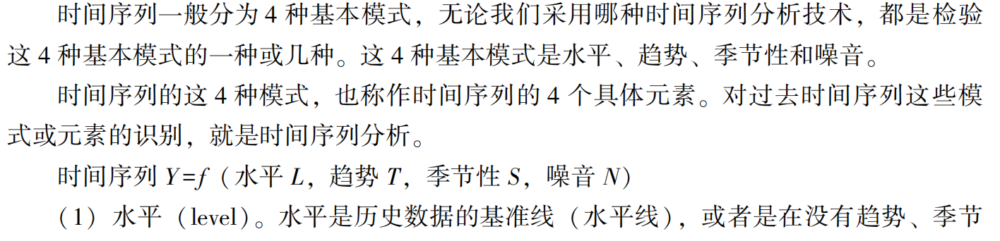 时间序列一般分为 4 种基本模式，无论我们采用哪种时间序列分析技术，都是检验
这 4 种基本模式的一种或几种。这 4 种基本模式是水平、趋势、季节性和噪音。
时间序列的这 4 种模式，也称作时间序列的 4 个具体元素。对过去时间序列这些模
式或元素的识别，就是时间序列分析。
时间序列 Y=f（水平 L，趋势 T，季节性 S，噪音 N）
（1）水平（level）。水平是历史数据的基准线（水平线），或者是在没有趋势、季节